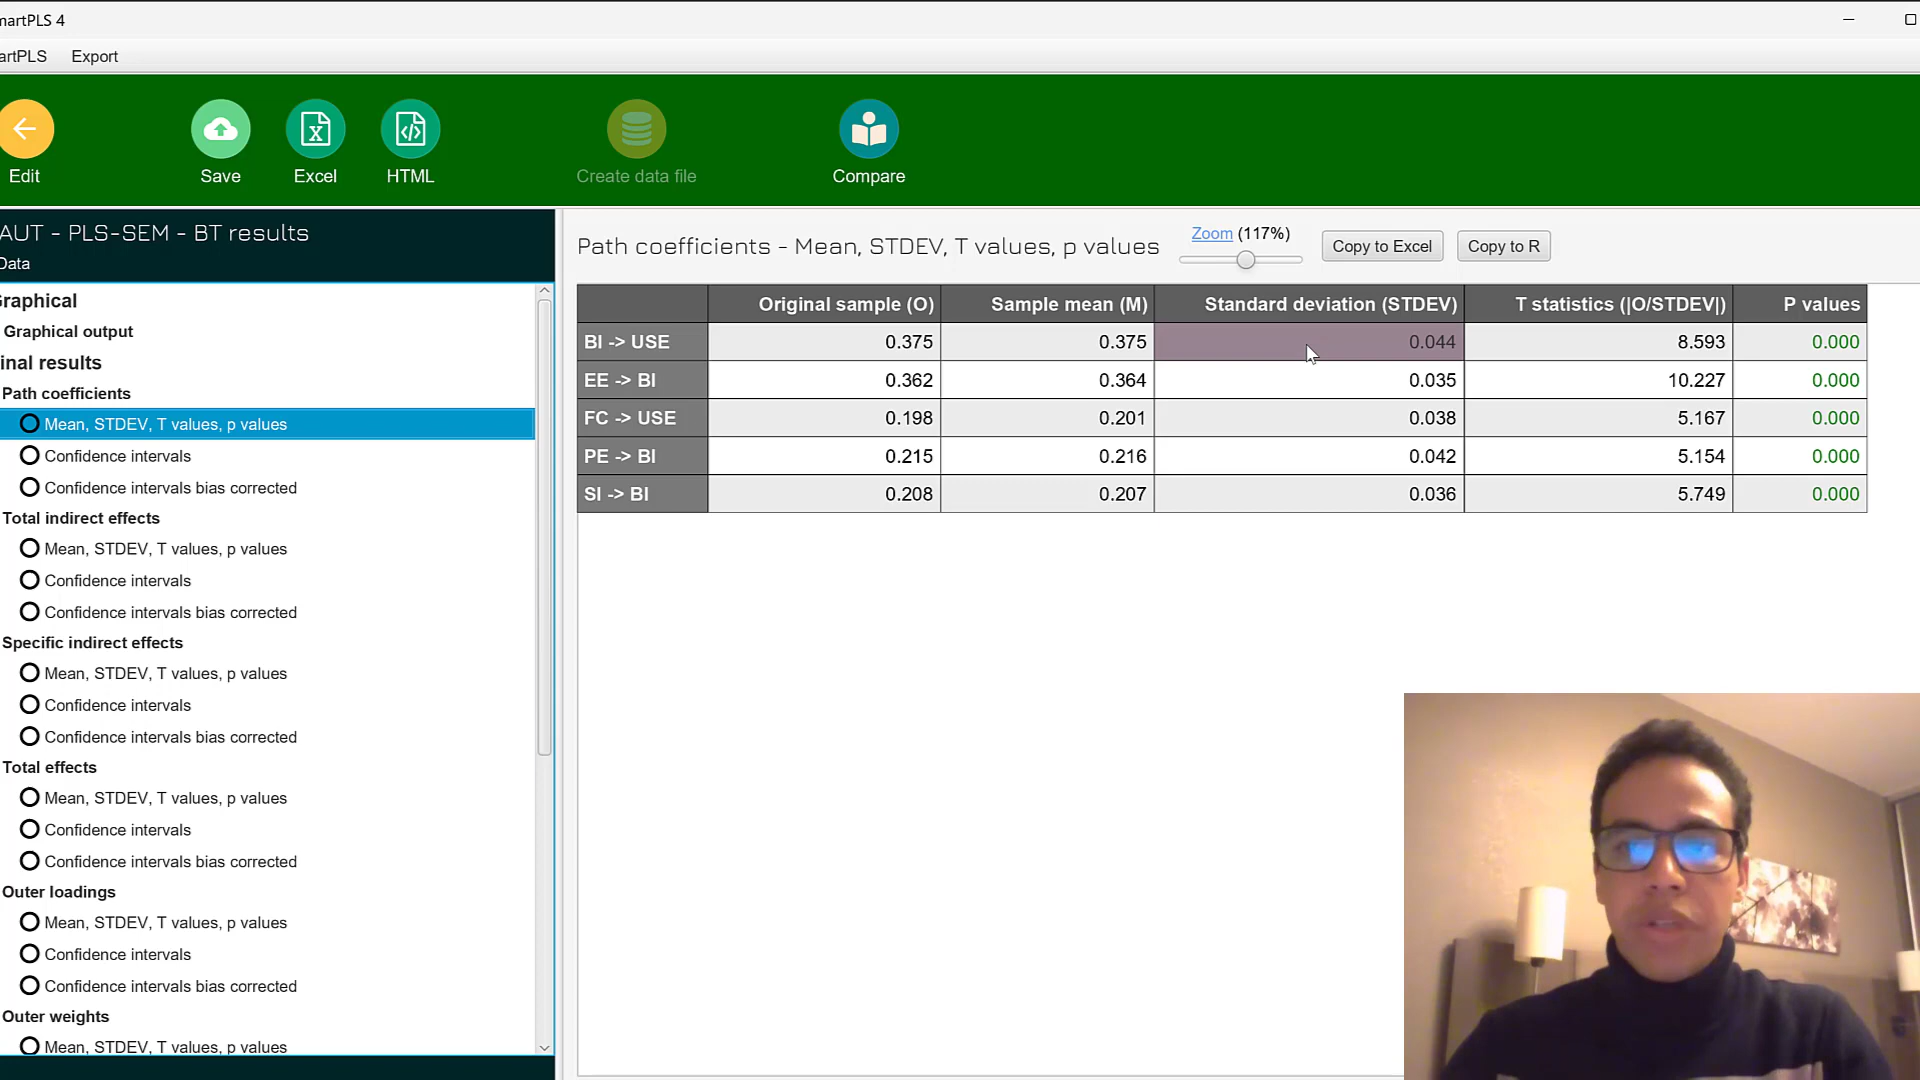 martPLS 4
artPLS Export
Edit Save Excel HTML Create data file Compare
AUT - PLS-SEM - BT results
Data
Graphical
Graphical output
inal results
Path coefficients
Mean, STDEV, T values, p values
Confidence intervals
Confidence intervals bias corrected
Total indirect effects
Mean, STDEV, T values, p values
Confidence intervals
Confidence intervals bias corrected
Specific indirect effects
Mean, STDEV, T values, p values
Confidence intervals
Confidence intervals bias corrected
Total effects
Mean, STDEV, T values, p values
Confidence intervals
Confidence intervals bias corrected
Outer loadings
Mean, STDEV, T values, p values
Confidence intervals
Confidence intervals bias corrected
Outer weights
Mean, STDEV, T values, p values
Path coefficients - Mean, STDEV, T values, p values Zoom (117%) Copy to Excel Copy to R
Original sample (O) Sample mean (M) Standard deviation (STDEV) T statistics (|O/STDEV|) P values
BI -> USE 0.375 0.375 0.044 8.593 0.000
EE -> BI 0.362 0.364 0.035 10.227 0.000
FC -> USE 0.198 0.201 0.038 5.167 0.000
PE -> BI 0.215 0.216 0.042 5.154 0.000
SI -> BI 0.208 0.207 0.036 5.749 0.000